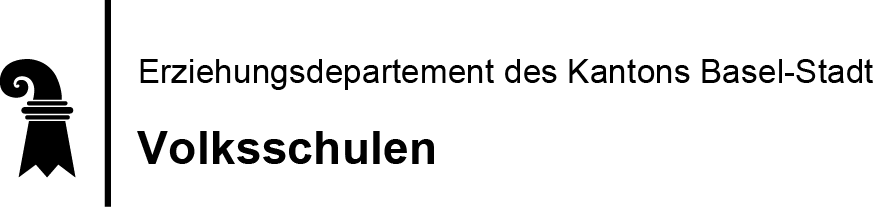 Erziehungsdepartement des Kantons Basel-Stadt
Volksschulen